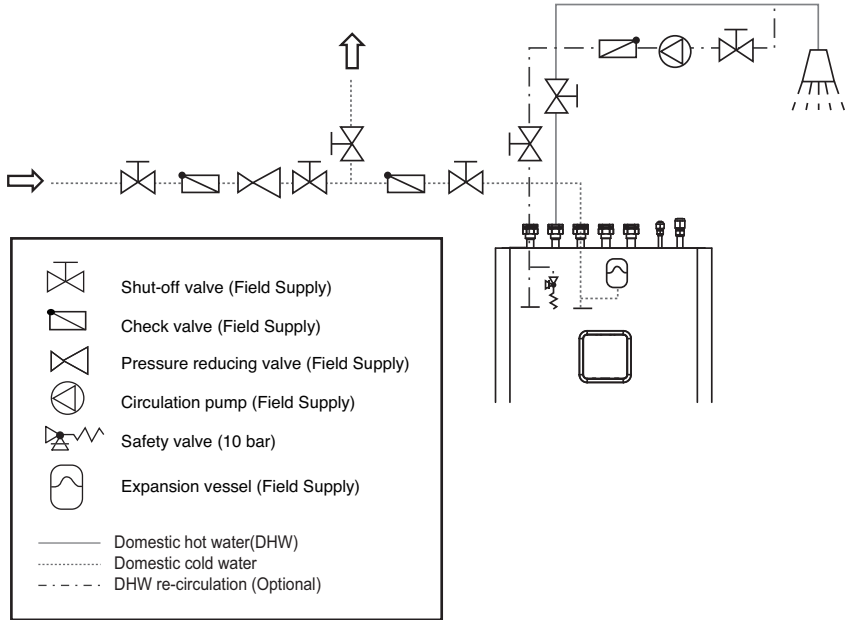 Shut-off valve (Field Supply)
Check valve (Field Supply)
Pressure reducing valve (Field Supply)
Circulation pump (Field Supply)
Safety valve (10 bar)
Expansion vessel (Field Supply)
Domestic hot water(DHW)
Domestic cold water
DHW re-circulation (Optional)